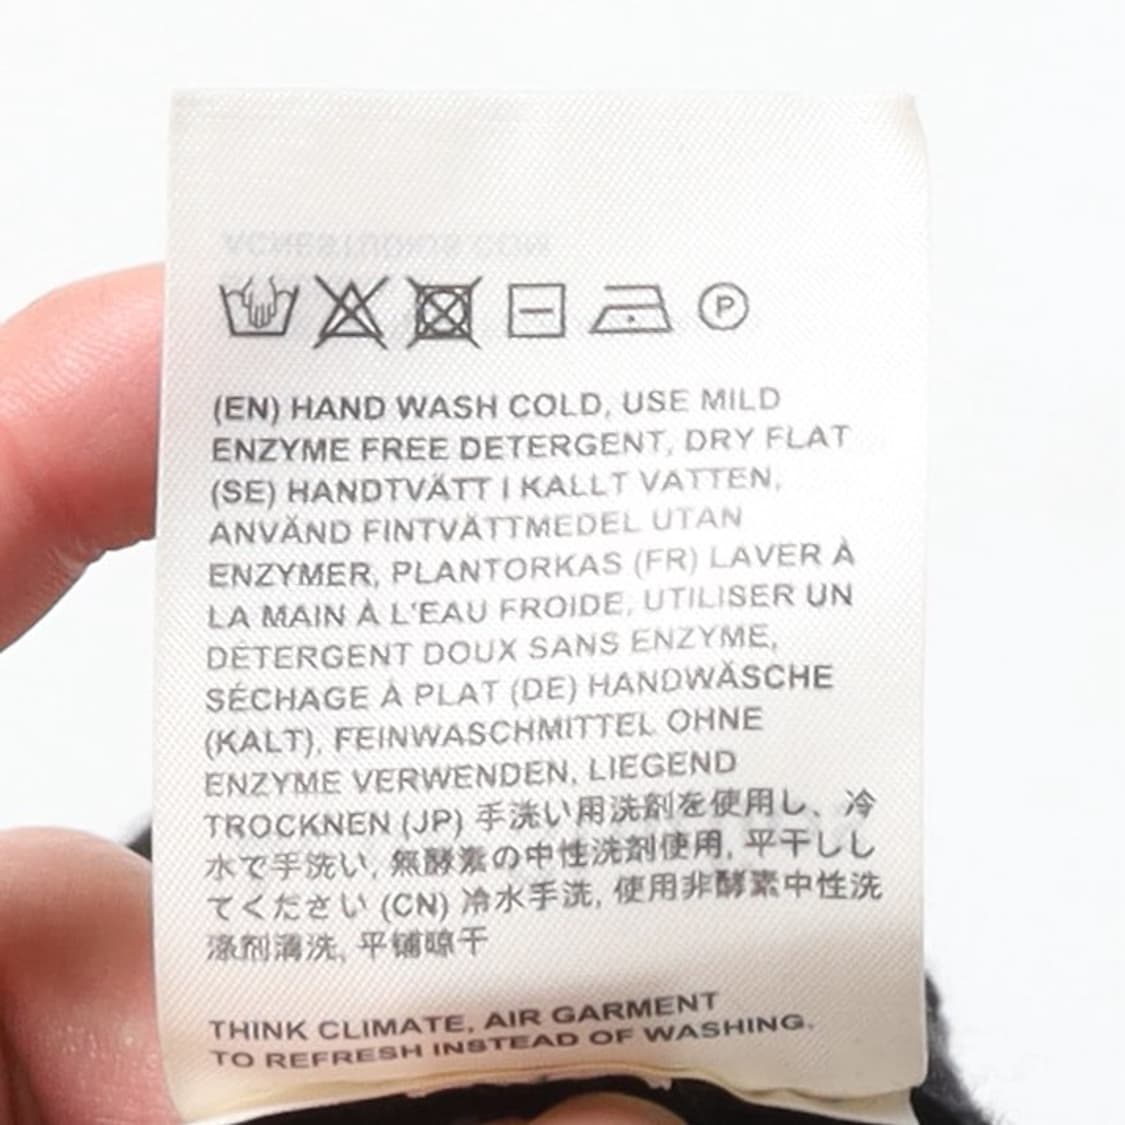 P
(EN) HAND WASH COLD, USE MILD
ENZYME FREE DETERGENT, DRY FLAT
(SE) HANDTVÄTT I KALLT VATTEN,
ANVÄND FINTVÄTTMEDEL UTAN
ENZYMER, PLANTORKAS (FR) LAVER À
LA MAIN À L'EAU FROIDE, UTILISER UN
DÉTERGENT DOUX SANS ENZYME,
SÉCHAGE À PLAT (DE) HANDWÄSCHE
(KALT), FEINWASCHMITTEL OHNE
ENZYME VERWENDEN, LIEGEND
TROCKNEN (JP) 手洗い用洗剤を使用し、冷
水で手洗い, 無酵素の中性洗剤使用, 平干しし
てください (CN) 冷水手洗, 使用非酵素中性洗
涤剂清洗, 平铺晾干
THINK CLIMATE, AIR GARMENT
TO REFRESH INSTEAD OF WASHING.